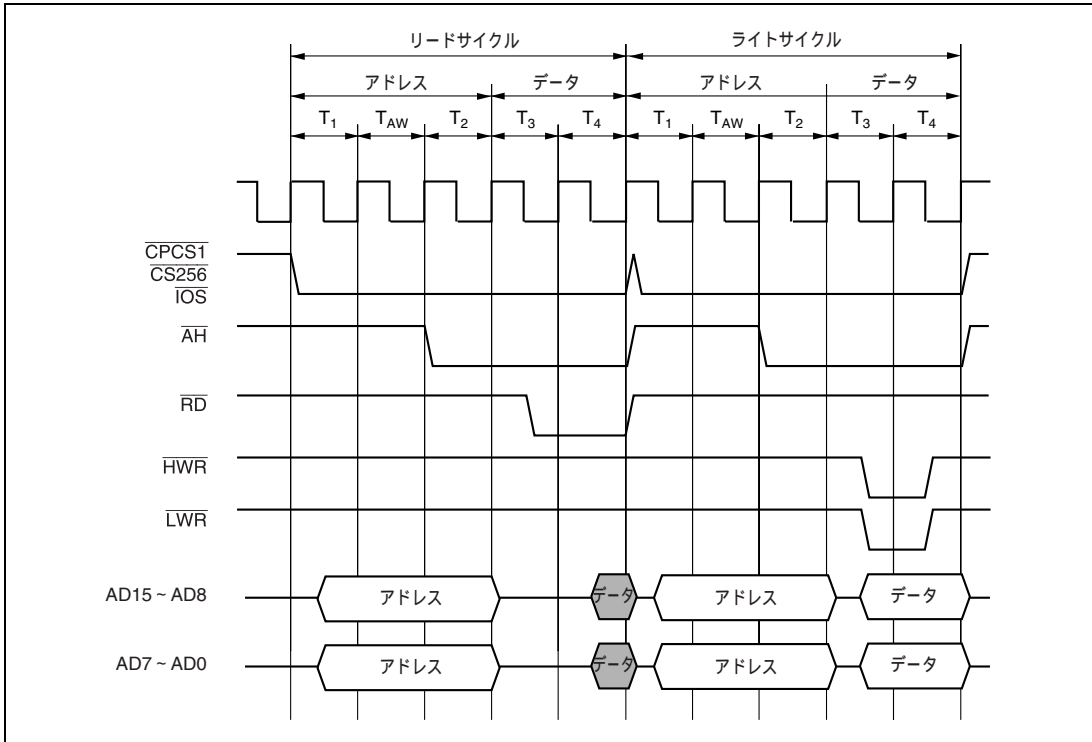 リードサイクル ライトサイクル
アドレス データ アドレス データ
T1 TAW T2 T3 T4 T1 TAW T2 T3 T4
CPCS1
CS256
IOS
AH
RD
HWR
LWR
AD15 ~ AD8 アドレス データ アドレス データ
AD7 ~ AD0 アドレス データ アドレス データ